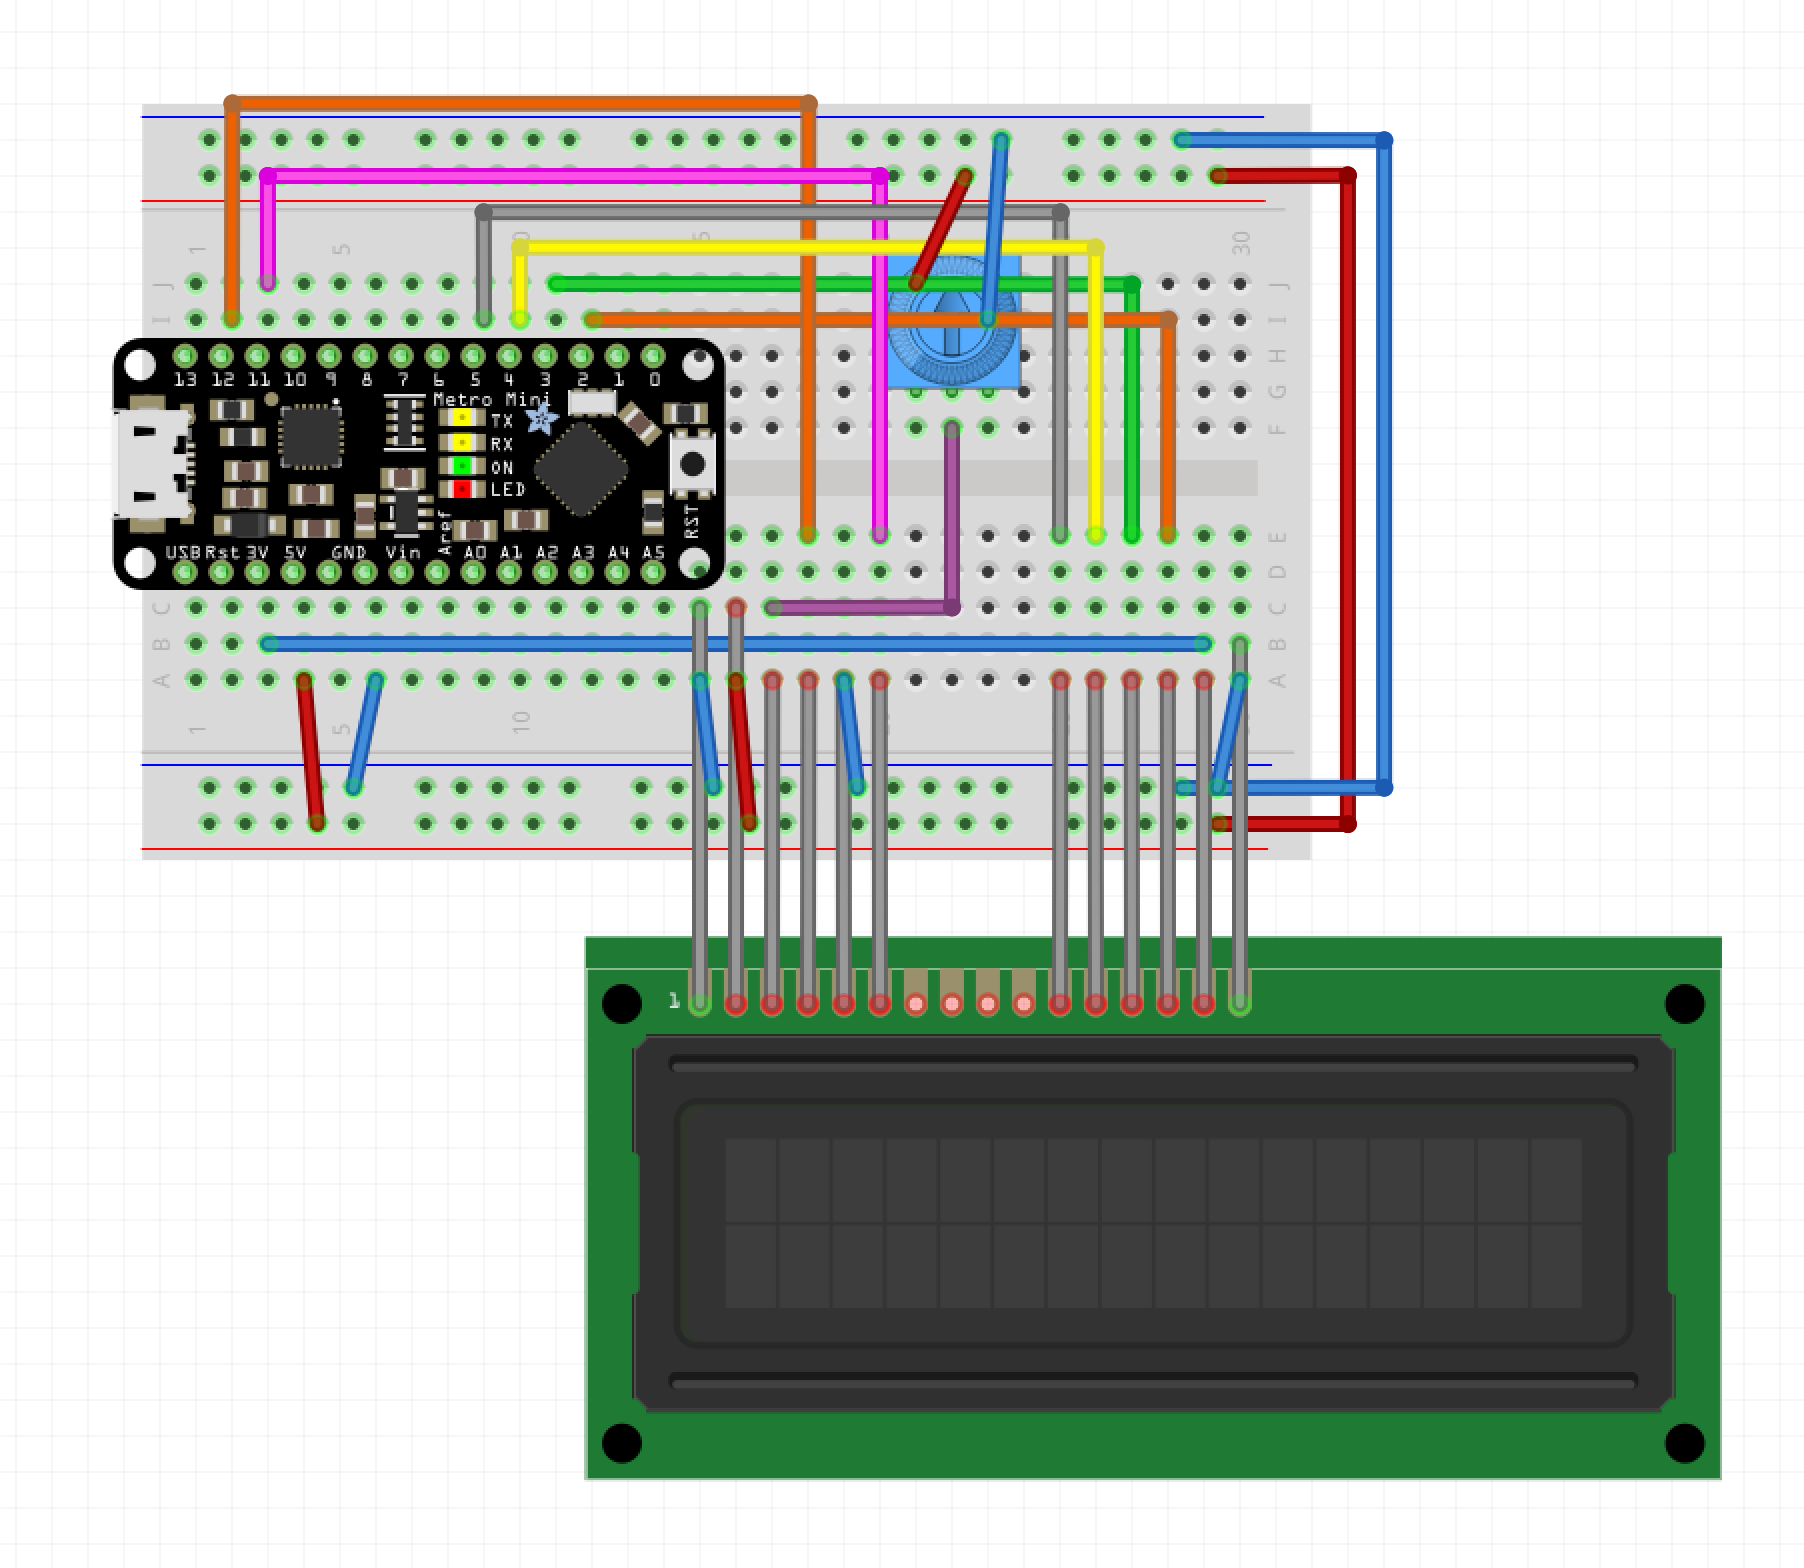 1 5 30
J J
I I
H
G
F
13 12 11 10 9 8 7 6 5 4 3 2 1 0
Metro Mini
TX
RX
ON
LED
Aref
RST
USB Rst 3V 5V GND Vin A0 A1 A2 A3 A4 A5
E
D
C C
B B
A A
1 5 10
1